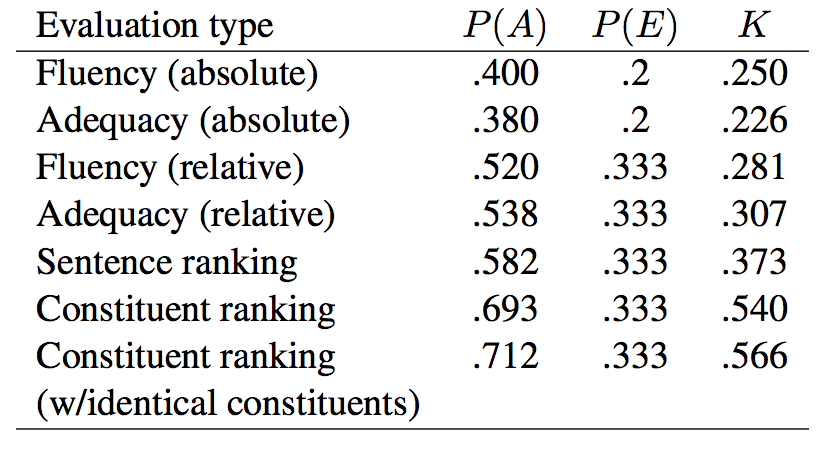 Evaluation type P(A) P(E) K
Fluency (absolute) .400 .2 .250
Adequacy (absolute) .380 .2 .226
Fluency (relative) .520 .333 .281
Adequacy (relative) .538 .333 .307
Sentence ranking .582 .333 .373
Constituent ranking .693 .333 .540
Constituent ranking .712 .333 .566
(w/identical constituents)